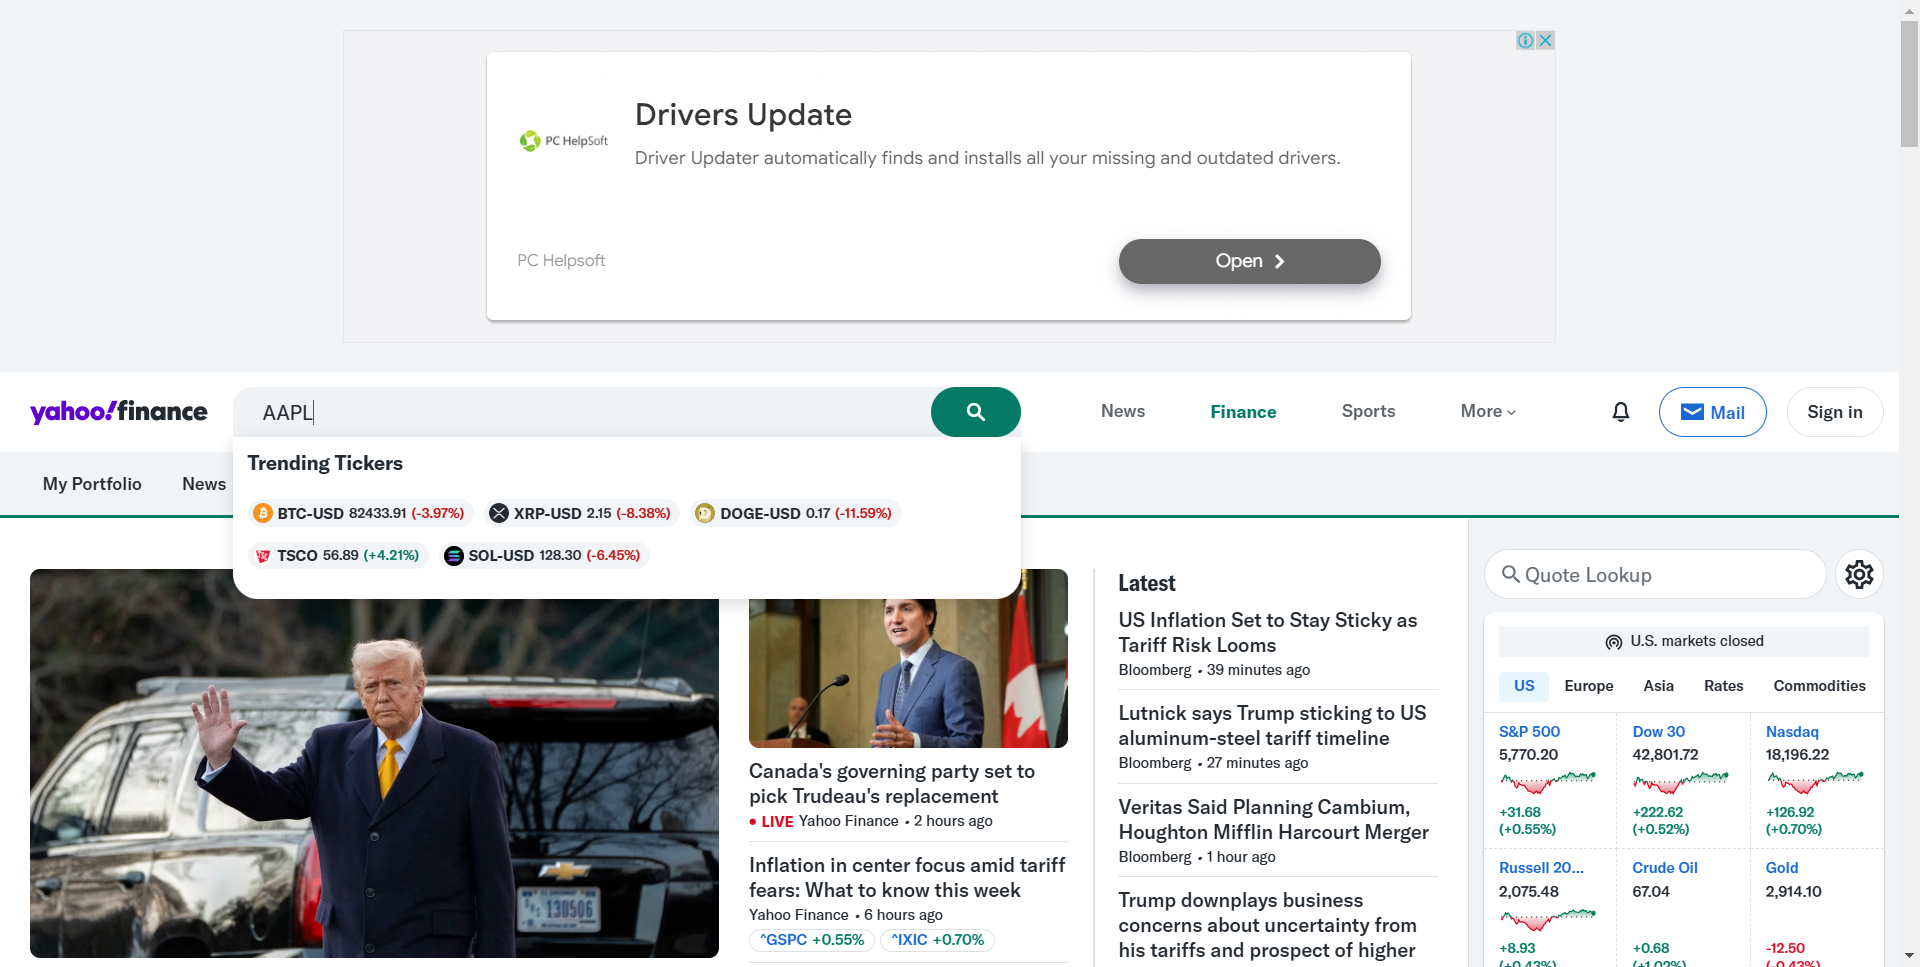 Drivers Update
PC HelpSoft
Driver Updater automatically finds and installs all your missing and outdated drivers.
PC Helpsoft
Open
yahoo!finance
AAPL
News
Finance
Sports
More
Mail
Sign in
My Portfolio
News
Trending Tickers
BTC-USD 82433.91 (-3.97%)
XRP-USD 2.15 (-8.38%)
DOGE-USD 0.17 (-11.59%)
TSCO 56.89 (+4.21%)
SOL-USD 128.30 (-6.45%)
130506
Canada's governing party set to
pick Trudeau's replacement
• LIVE Yahoo Finance • 2 hours ago
Inflation in center focus amid tariff
fears: What to know this week
Yahoo Finance • 6 hours ago
^GSPC +0.55%
^IXIC +0.70%
Latest
US Inflation Set to Stay Sticky as
Tariff Risk Looms
Bloomberg • 39 minutes ago
Lutnick says Trump sticking to US
aluminum-steel tariff timeline
Bloomberg • 27 minutes ago
Veritas Said Planning Cambium,
Houghton Mifflin Harcourt Merger
Bloomberg • 1 hour ago
Trump downplays business
concerns about uncertainty from
his tariffs and prospect of higher
Quote Lookup
U.S. markets closed
US
Europe
Asia
Rates
Commodities
S&P 500
5,770.20
+31.68
(+0.55%)
Dow 30
42,801.72
+222.62
(+0.52%)
Nasdaq
18,196.22
+126.92
(+0.70%)
Russell 20...
2,075.48
+8.93
(+0.43%)
Crude Oil
67.04
+0.68
(+1.02%)
Gold
2,914.10
-12.50
(-0.43%)